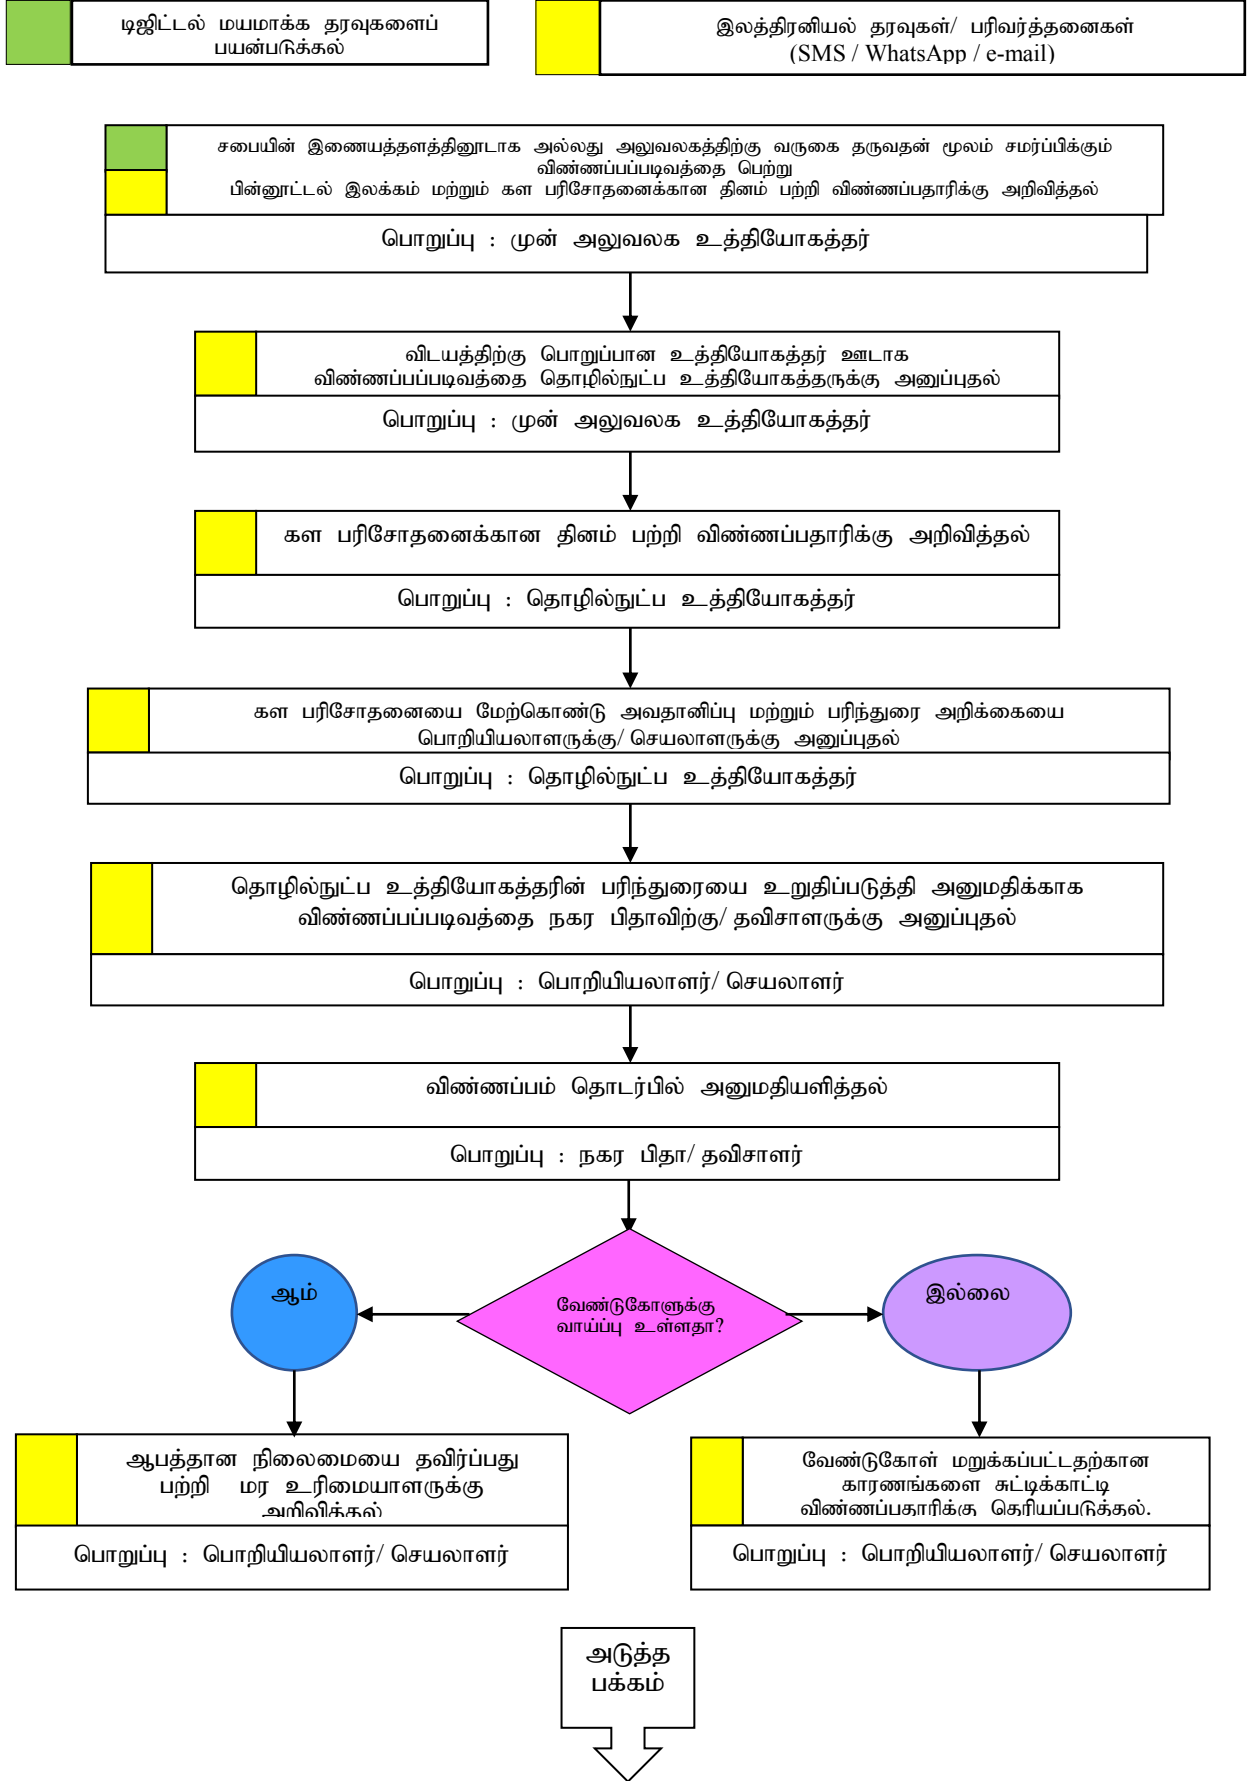 டிஜிட்டல் மயமாக்க தரவுகளைப்
பயன்படுத்தல்
இலத்திரனியல் தரவுகள்/ பரிவர்த்தனைகள்
(SMS / WhatsApp / e-mail)
சபையின் இணையத்தளத்தினூடாக அல்லது அலுவலகத்திற்கு வருகை தருவதன் மூலம் சமர்ப்பிக்கும்
விண்ணப்பப்படிவத்தை பெற்று
பின்னூட்டல் இலக்கம் மற்றும் கள பரிசோதனைக்கான தினம் பற்றி விண்ணப்பதாரிக்கு அறிவித்தல்
பொறுப்பு : முன் அலுவலக உத்தியோகத்தர்
விடயத்திற்கு பொறுப்பான உத்தியோகத்தர் ஊடாக
விண்ணப்பப்படிவத்தை தொழில்நுட்ப உத்தியோகத்தருக்கு அனுப்புதல்
பொறுப்பு : முன் அலுவலக உத்தியோகத்தர்
கள பரிசோதனைக்கான தினம் பற்றி விண்ணப்பதாரிக்கு அறிவித்தல்
பொறுப்பு : தொழில்நுட்ப உத்தியோகத்தர்
கள பரிசோதனையை மேற்கொண்டு அவதானிப்பு மற்றும் பரிந்துரை அறிக்கையை
பொறியியலாளருக்கு/ செயலாளருக்கு அனுப்புதல்
பொறுப்பு : தொழில்நுட்ப உத்தியோகத்தர்
தொழில்நுட்ப உத்தியோகத்தரின் பரிந்துரையை உறுதிப்படுத்தி அனுமதிக்காக
விண்ணப்பப்படிவத்தை நகர பிதாவிற்கு/ தவிசாளருக்கு அனுப்புதல்
பொறுப்பு : பொறியியலாளர்/ செயலாளர்
விண்ணப்பம் தொடர்பில் அனுமதியளித்தல்
பொறுப்பு : நகர பிதா/ தவிசாளர்
ஆம்
வேண்டுகோளுக்கு
வாய்ப்பு உள்ளதா?
இல்லை
ஆபத்தான நிலைமையை தவிர்ப்பது
பற்றி மர உரிமையாளருக்கு
அறிவித்தல்
பொறுப்பு : பொறியியலாளர்/ செயலாளர்
வேண்டுகோள் மறுக்கப்பட்டதற்கான
காரணங்களை சுட்டிக்காட்டி
விண்ணப்பதாரிக்கு தெரியப்படுத்தல்.
பொறுப்பு : பொறியியலாளர்/ செயலாளர்
அடுத்த
பக்கம்